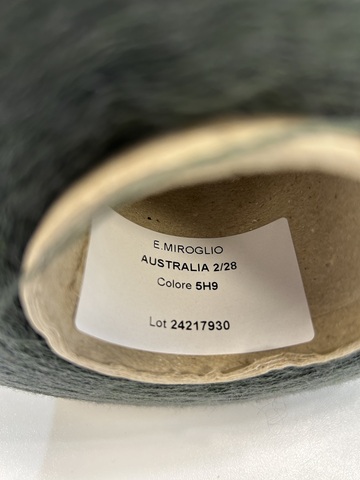 E.MIROGLIO
AUSTRALIA 2/28
Colore 5H9
Lot 24217930